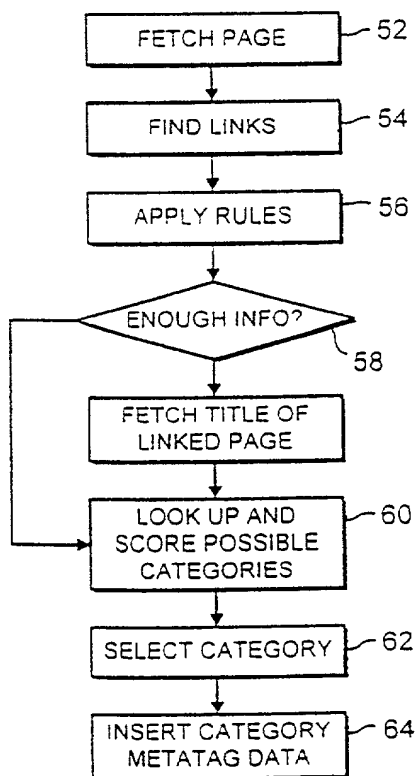 FETCH PAGE
52
FIND LINKS
54
APPLY RULES
56
ENOUGH INFO?
58
FETCH TITLE OF
LINKED PAGE
LOOK UP AND
SCORE POSSIBLE
CATEGORIES
60
SELECT CATEGORY
62
INSERT CATEGORY
METATAG DATA
64